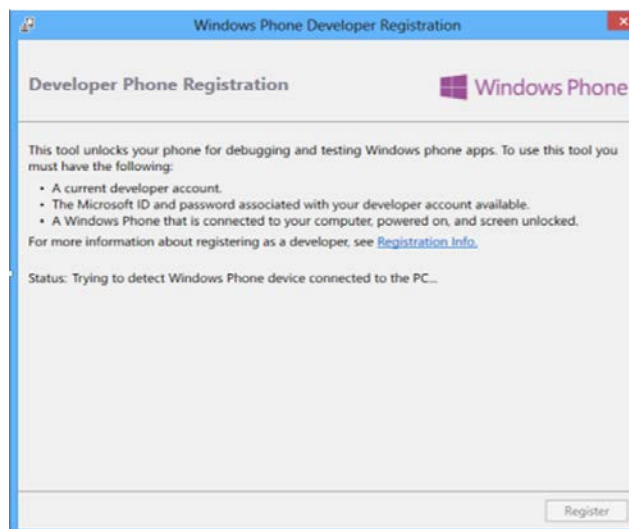 Windows Phone Developer Registration
Developer Phone Registration
Windows Phone
This tool unlocks your phone for debugging and testing Windows phone apps. To use this tool you
must have the following:
• A current developer account.
• The Microsoft ID and password associated with your developer account available.
• A Windows Phone that is connected to your computer, powered on, and screen unlocked.
For more information about registering as a developer, see Registration Info.
Status: Trying to detect Windows Phone device connected to the PC...
Register